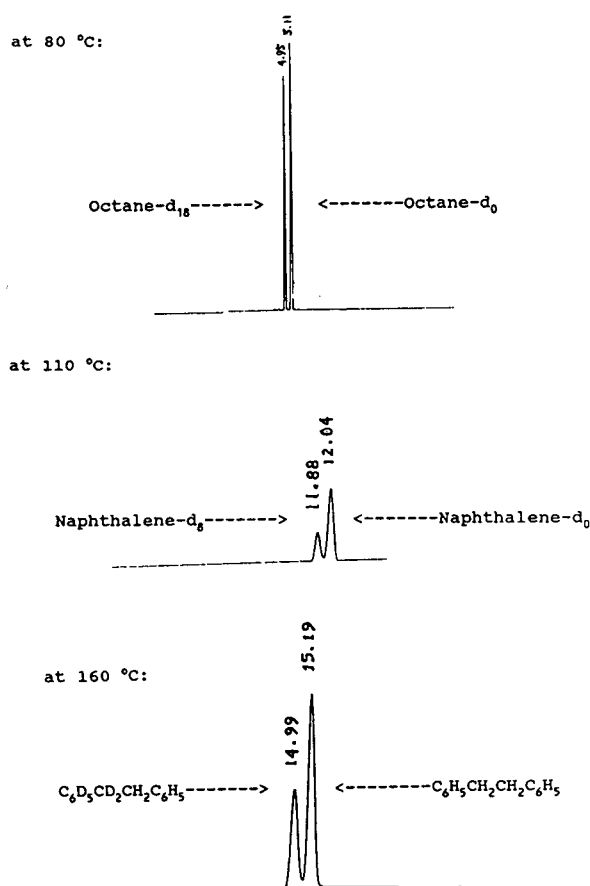 at 80 °C:
4.95 5.11
Octane-d₁₈------> <-------Octane-d₀
at 110 °C:
11.88 12.04
Naphthalene-d₈-------> <-------Naphthalene-d₀
at 160 °C:
14.99 15.19
C₆D₅CD₂CH₂C₆H₅-------> <-------C₆H₅CH₂CH₂C₆H₅